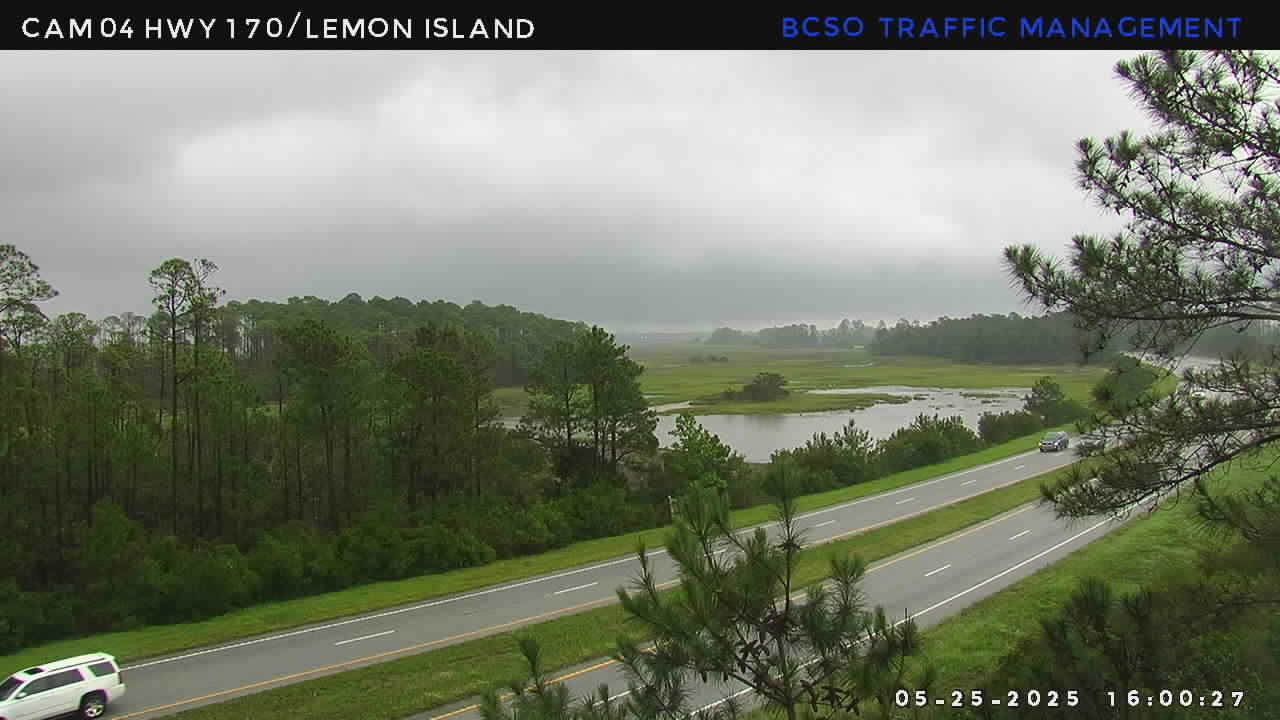 CAM04 HWY 170/LEMON ISLAND
BCSO TRAFFIC MANAGEMENT
05-25-2025 16:00:27